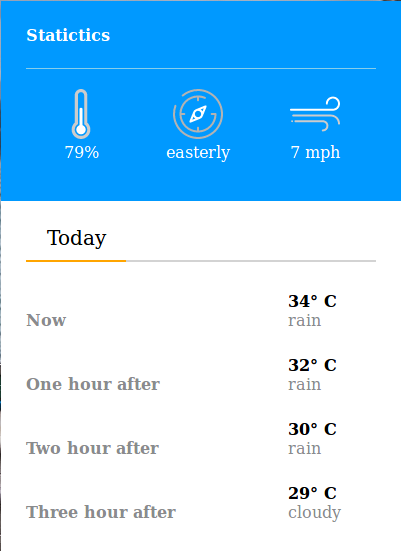 Statictics
79% easterly 7 mph
Today
34° C
Now rain
32° C
One hour after rain
30° C
Two hour after rain
29° C
Three hour after cloudy